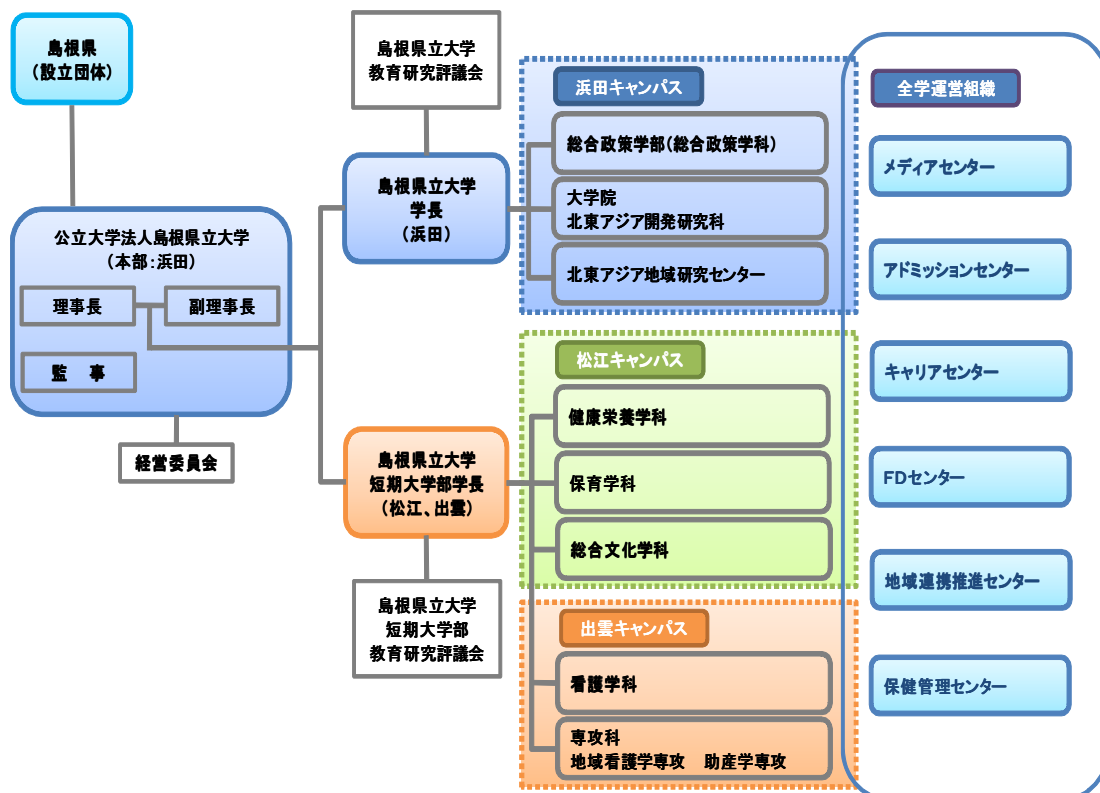 島根県
（設立団体）
公立大学法人島根県立大学
（本部：浜田）
理事長
副理事長
監　事
経営委員会
島根県立大学
教育研究評議会
島根県立大学
学長
（浜田）
島根県立大学
短期大学部学長
（松江、出雲）
島根県立大学
短期大学部
教育研究評議会
浜田キャンパス
総合政策学部（総合政策学科）
大学院
北東アジア開発研究科
北東アジア地域研究センター
松江キャンパス
健康栄養学科
保育学科
総合文化学科
出雲キャンパス
看護学科
専攻科
地域看護学専攻　助産学専攻
全学運営組織
メディアセンター
アドミッションセンター
キャリアセンター
FDセンター
地域連携推進センター
保健管理センター